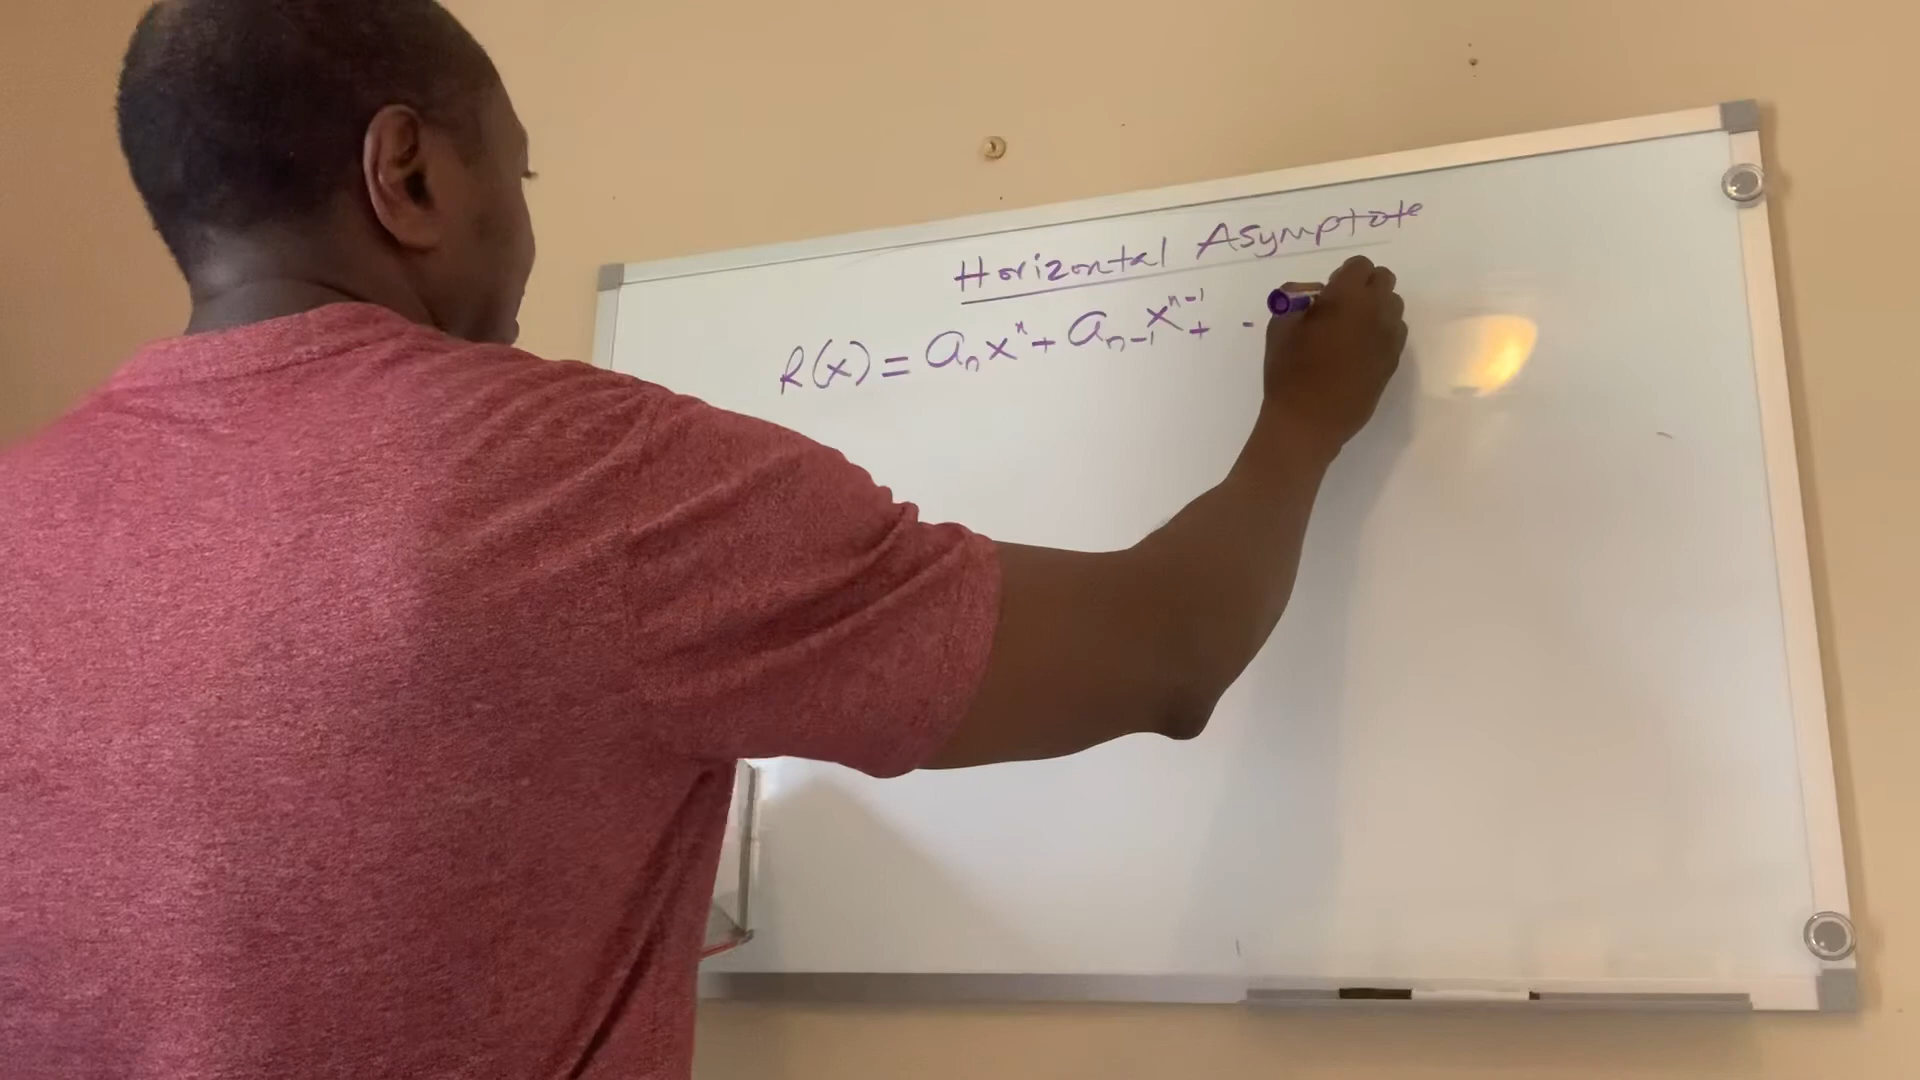 Horizontal Asymptote
R(x) = aₙxⁿ + aₙ₋₁xⁿ⁻¹ + -